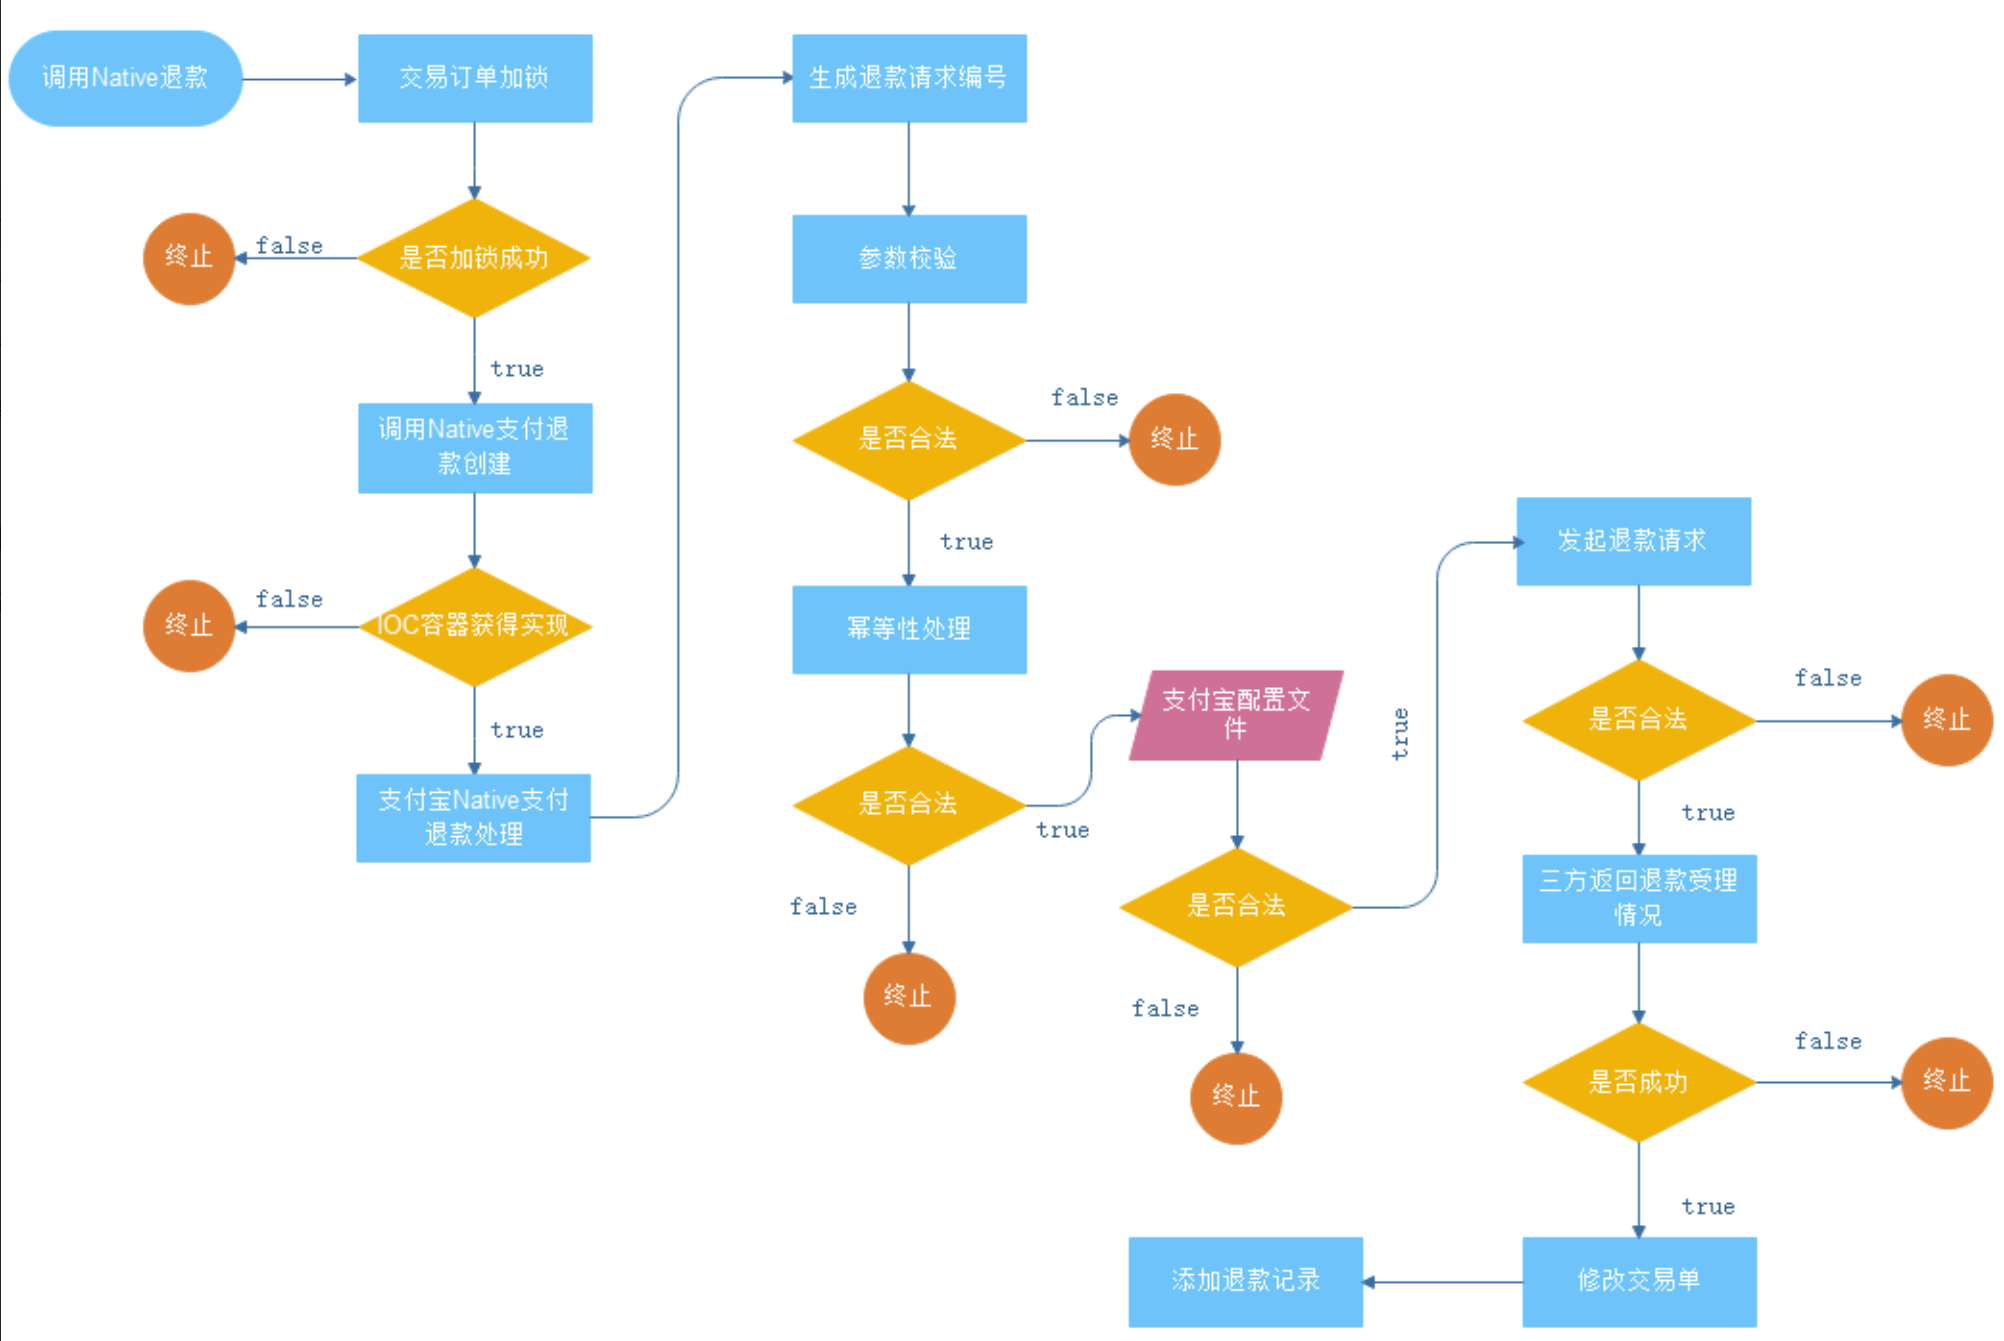 调用Native退款
交易订单加锁
是否加锁成功
false
终止
true
调用Native支付退
款创建
IOC容器获得实现
false
终止
true
支付宝Native支付
退款处理
生成退款请求编号
参数校验
是否合法
false
终止
true
幂等性处理
是否合法
false
终止
true
支付宝配置文
件
是否合法
false
终止
true
发起退款请求
是否合法
false
终止
true
三方返回退款受理
情况
是否成功
false
终止
true
修改交易单
添加退款记录